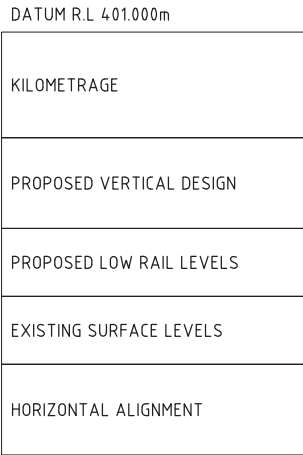 DATUM R.L 401.000m
KILOMETRAGE
PROPOSED VERTICAL DESIGN
PROPOSED LOW RAIL LEVELS
EXISTING SURFACE LEVELS
HORIZONTAL ALIGNMENT